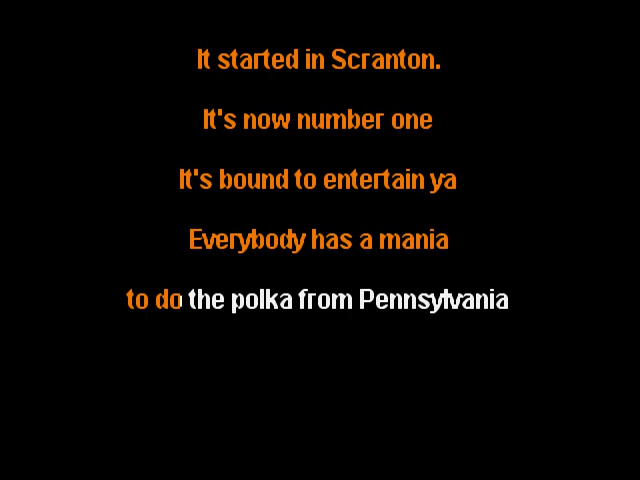 It started in Scranton.
It's now number one
It's bound to entertain ya
Everybody has a mania
to do the polka from Pennsylvania